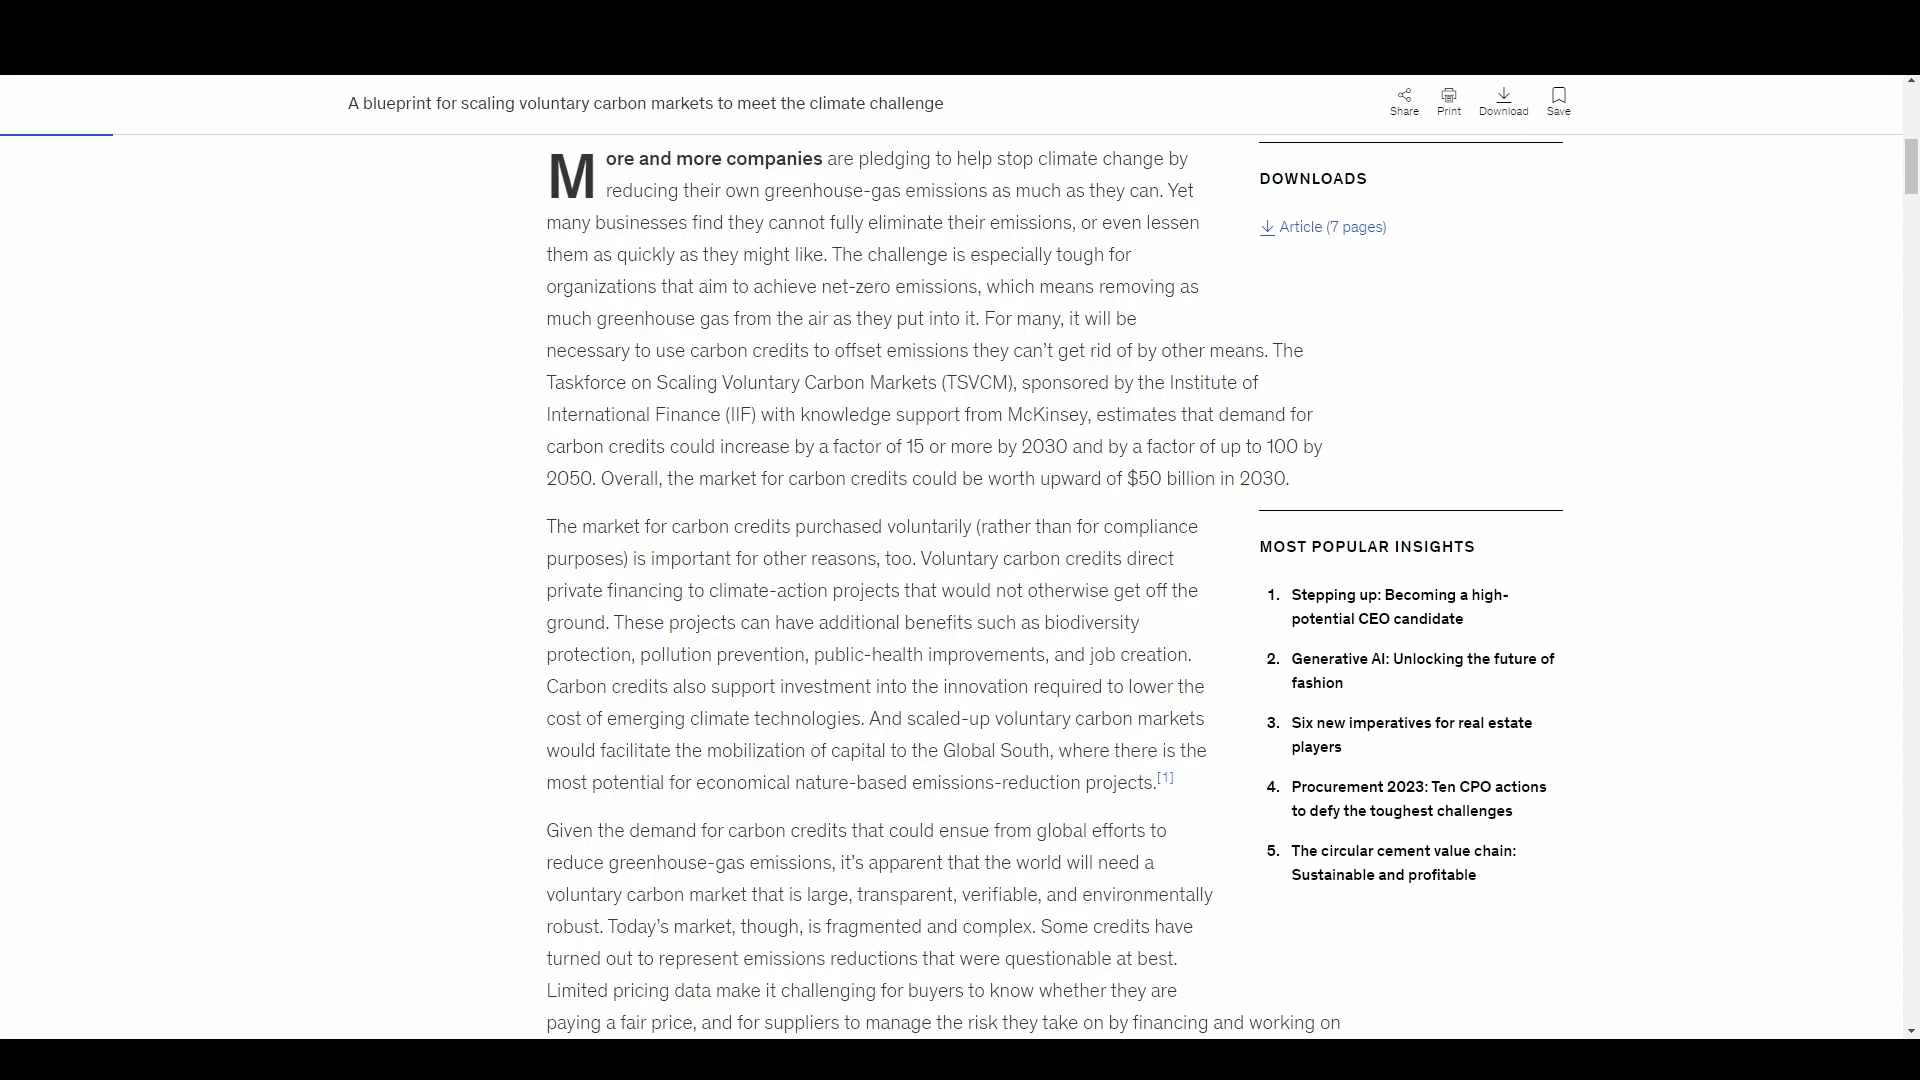 A blueprint for scaling voluntary carbon markets to meet the climate challenge
Share
Print
Download
Save
More and more companies are pledging to help stop climate change by
reducing their own greenhouse-gas emissions as much as they can. Yet
many businesses find they cannot fully eliminate their emissions, or even lessen
them as quickly as they might like. The challenge is especially tough for
organizations that aim to achieve net-zero emissions, which means removing as
much greenhouse gas from the air as they put into it. For many, it will be
necessary to use carbon credits to offset emissions they can’t get rid of by other means. The
Taskforce on Scaling Voluntary Carbon Markets (TSVCM), sponsored by the Institute of
International Finance (IIF) with knowledge support from McKinsey, estimates that demand for
carbon credits could increase by a factor of 15 or more by 2030 and by a factor of up to 100 by
2050. Overall, the market for carbon credits could be worth upward of $50 billion in 2030.
The market for carbon credits purchased voluntarily (rather than for compliance
purposes) is important for other reasons, too. Voluntary carbon credits direct
private financing to climate-action projects that would not otherwise get off the
ground. These projects can have additional benefits such as biodiversity
protection, pollution prevention, public-health improvements, and job creation.
Carbon credits also support investment into the innovation required to lower the
cost of emerging climate technologies. And scaled-up voluntary carbon markets
would facilitate the mobilization of capital to the Global South, where there is the
most potential for economical nature-based emissions-reduction projects.[1]
Given the demand for carbon credits that could ensue from global efforts to
reduce greenhouse-gas emissions, it’s apparent that the world will need a
voluntary carbon market that is large, transparent, verifiable, and environmentally
robust. Today’s market, though, is fragmented and complex. Some credits have
turned out to represent emissions reductions that were questionable at best.
Limited pricing data make it challenging for buyers to know whether they are
paying a fair price, and for suppliers to manage the risk they take on by financing and working on
DOWNLOADS
Article (7 pages)
MOST POPULAR INSIGHTS
1. Stepping up: Becoming a high-
potential CEO candidate
2. Generative AI: Unlocking the future of
fashion
3. Six new imperatives for real estate
players
4. Procurement 2023: Ten CPO actions
to defy the toughest challenges
5. The circular cement value chain:
Sustainable and profitable